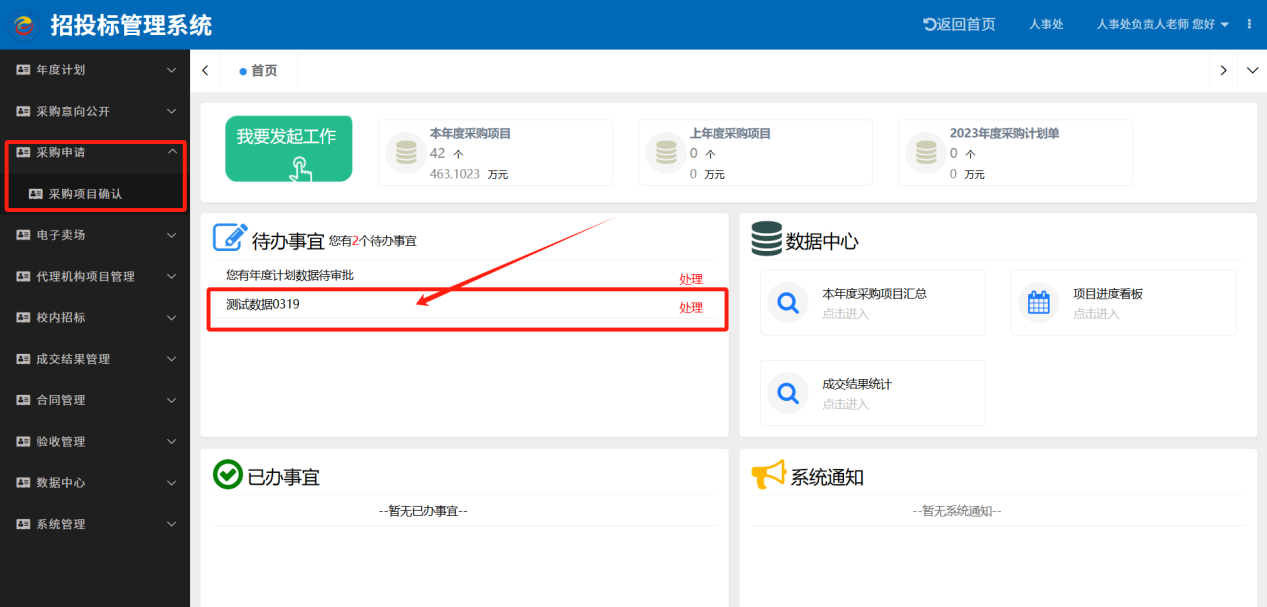 招投标管理系统
返回首页
人事处
人事处负责人老师 您好
年度计划
采购意向公开
采购申请
采购项目确认
电子卖场
代理机构项目管理
校内招标
成交结果管理
合同管理
验收管理
数据中心
系统管理
首页
我要发起工作
本年度采购项目
42 个
463.1023 万元
上年度采购项目
0 个
0 万元
2023年度采购计划单
0 个
0 万元
待办事宜 您有2个待办事宜
您有年度计划数据待审批 处理
测试数据0319 处理
数据中心
本年度采购项目汇总
点击进入
项目进度看板
点击进入
成交结果统计
点击进入
已办事宜
--暂无已办事宜--
系统通知
--暂无系统通知--